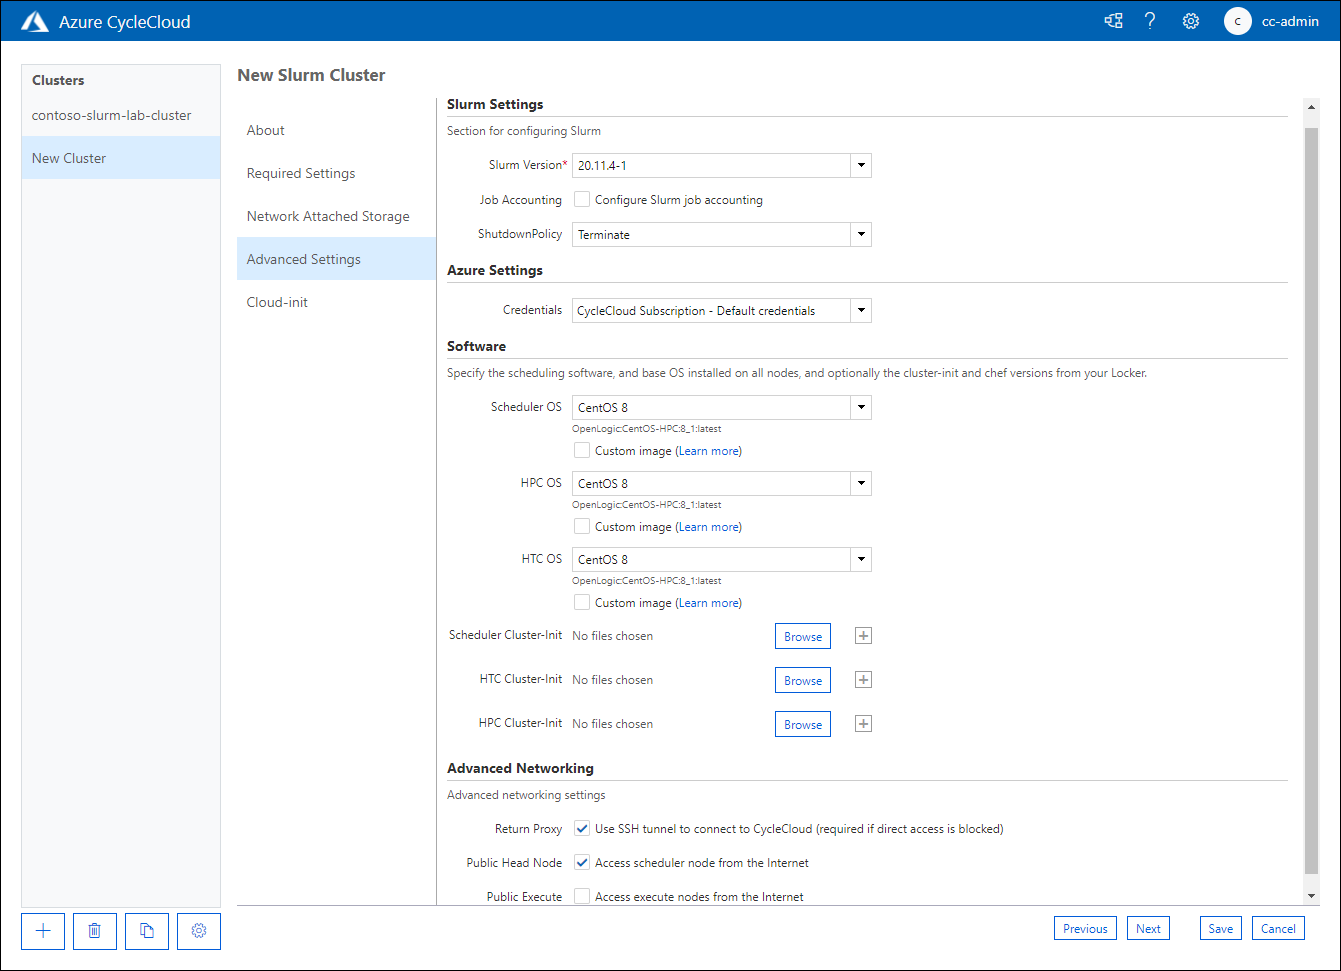 Azure CycleCloud
?
C
cc-admin
Clusters
contoso-slurm-lab-cluster
New Cluster
New Slurm Cluster
About
Required Settings
Network Attached Storage
Advanced Settings
Cloud-init
Slurm Settings
Section for configuring Slurm
Slurm Version* 20.11.4-1
Job Accounting Configure Slurm job accounting
ShutdownPolicy Terminate
Azure Settings
Credentials CycleCloud Subscription - Default credentials
Software
Specify the scheduling software, and base OS installed on all nodes, and optionally the cluster-init and chef versions from your Locker.
Scheduler OS CentOS 8
OpenLogic:CentOS-HPC:8_1:latest
Custom image (Learn more)
HPC OS CentOS 8
OpenLogic:CentOS-HPC:8_1:latest
Custom image (Learn more)
HTC OS CentOS 8
OpenLogic:CentOS-HPC:8_1:latest
Custom image (Learn more)
Scheduler Cluster-Init No files chosen Browse
HTC Cluster-Init No files chosen Browse
HPC Cluster-Init No files chosen Browse
Advanced Networking
Advanced networking settings
Return Proxy Use SSH tunnel to connect to CycleCloud (required if direct access is blocked)
Public Head Node Access scheduler node from the Internet
Public Execute Access execute nodes from the Internet
Previous Next Save Cancel